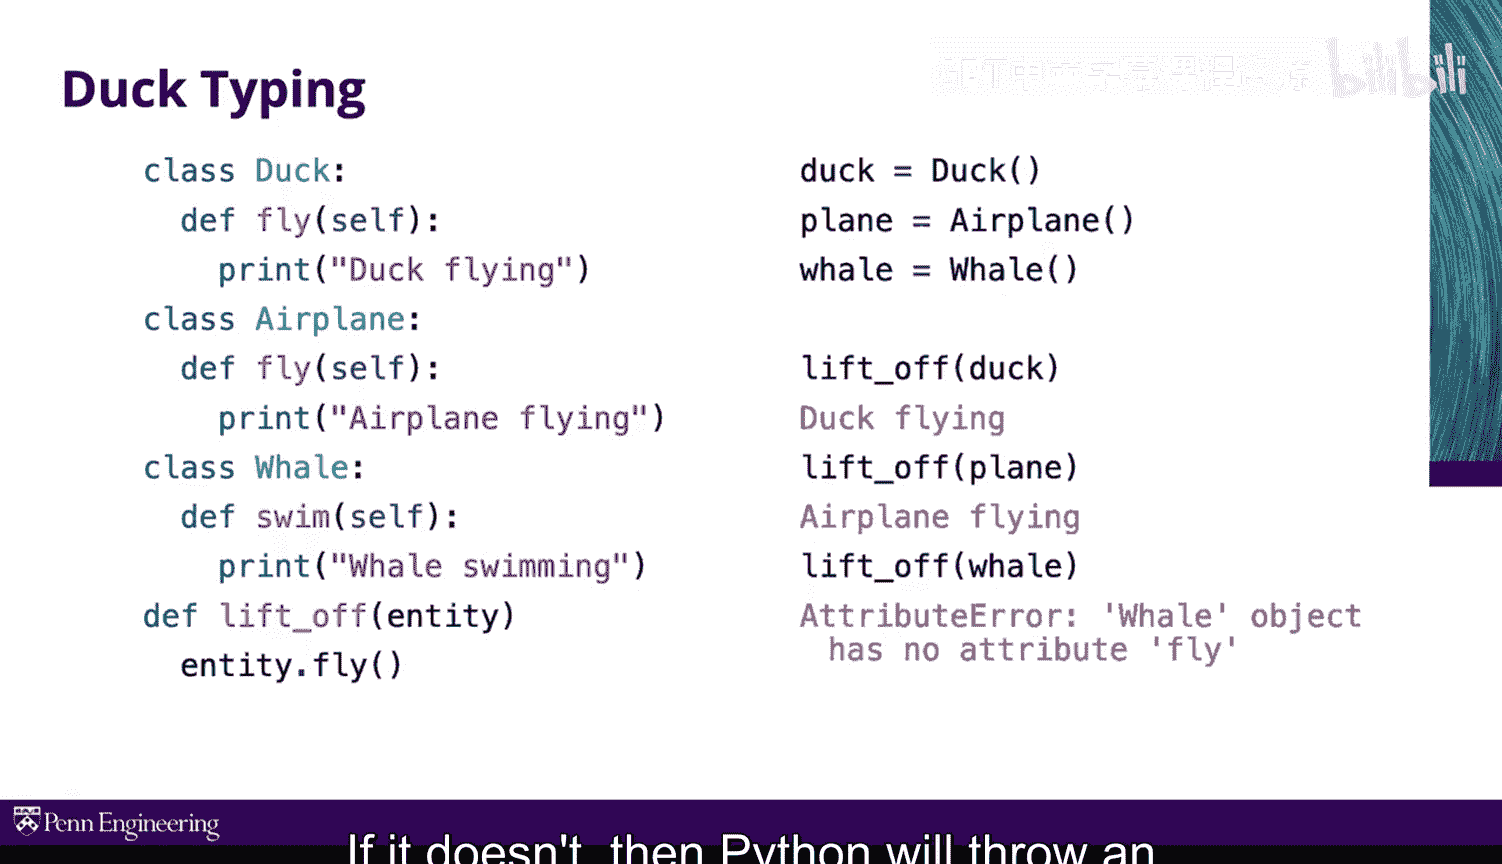 Duck Typing
class Duck:
  def fly(self):
    print("Duck flying")
class Airplane:
  def fly(self):
    print("Airplane flying")
class Whale:
  def swim(self):
    print("Whale swimming")
def lift_off(entity)
  entity.fly()
duck = Duck()
plane = Airplane()
whale = Whale()
lift_off(duck)
Duck flying
lift_off(plane)
Airplane flying
lift_off(whale)
AttributeError: 'Whale' object
  has no attribute 'fly'
bilibili
Penn Engineering
If it doesn't, then Python will throw an